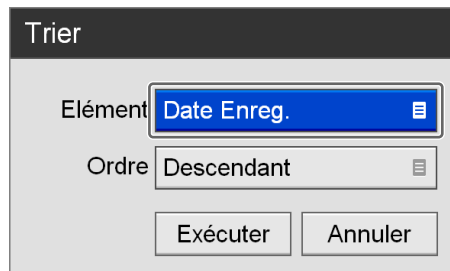 Trier
Elément Date Enreg.
Ordre Descendant
Exécuter Annuler